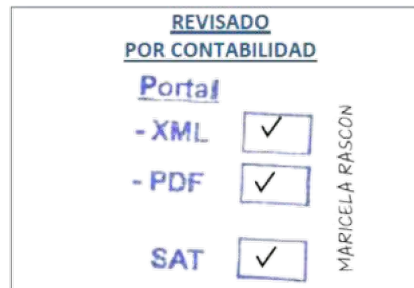 REVISADO
POR CONTABILIDAD
Portal
- XML ✓
- PDF ✓
SAT ✓
MARICELA RASCON